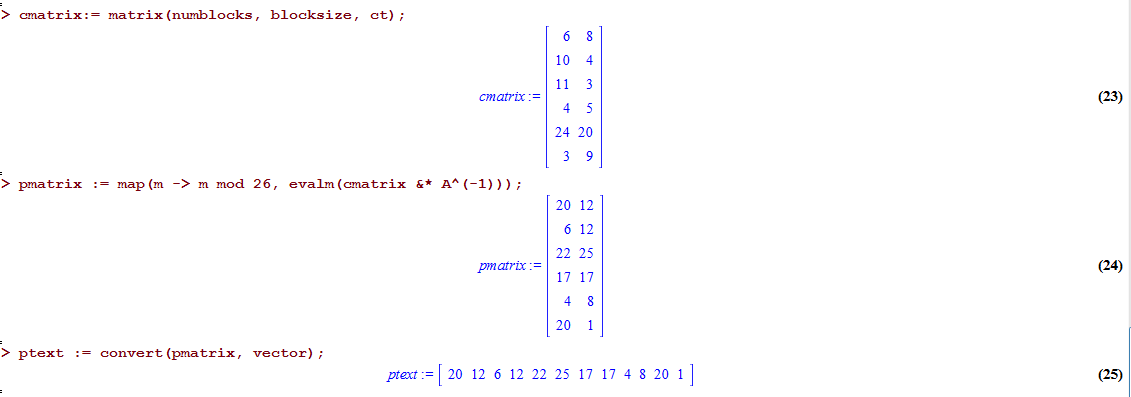 > cmatrix:= matrix(numblocks, blocksize, ct);
6 8
10 4
11 3
cmatrix := (23)
4 5
24 20
3 9
> pmatrix := map(m -> m mod 26, evalm(cmatrix &* A^(-1)));
20 12
6 12
22 25
pmatrix := (24)
17 17
4 8
20 1
> ptext := convert(pmatrix, vector);
ptext := [ 20 12 6 12 22 25 17 17 4 8 20 1 ] (25)